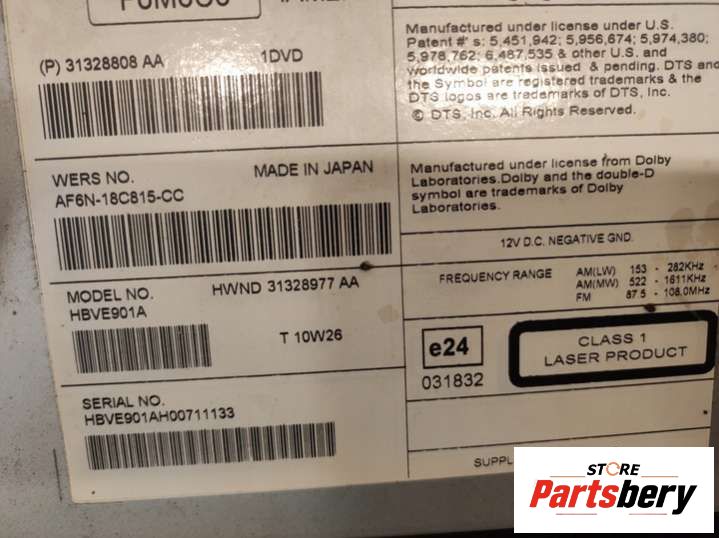 (P) 31328808 AA 1DVD
WERS NO. MADE IN JAPAN
AF6N-18C815-CC
MODEL NO. HWND 31328977 AA
HBVE901A
T 10W26
SERIAL NO.
HBVE901AH00711133
Manufactured under license under U.S.
Patent #'s: 5,451,942; 5,956,674; 5,974,380;
5,978,762; 6,487,535 & other U.S. and
worldwide patents issued & pending. DTS and
the Symbol are registered trademarks & the
DTS logos are trademarks of DTS, Inc.
© DTS, Inc. All Rights Reserved.
Manufactured under license from Dolby
Laboratories.Dolby and the double-D
symbol are trademarks of Dolby
Laboratories.
12V D.C. NEGATIVE GND.
FREQUENCY RANGE AM(LW) 153 - 282KHz
AM(MW) 522 - 1611KHz
FM 87.5 - 108.0MHz
e24
031832
CLASS 1
LASER PRODUCT
STORE
Partsbery